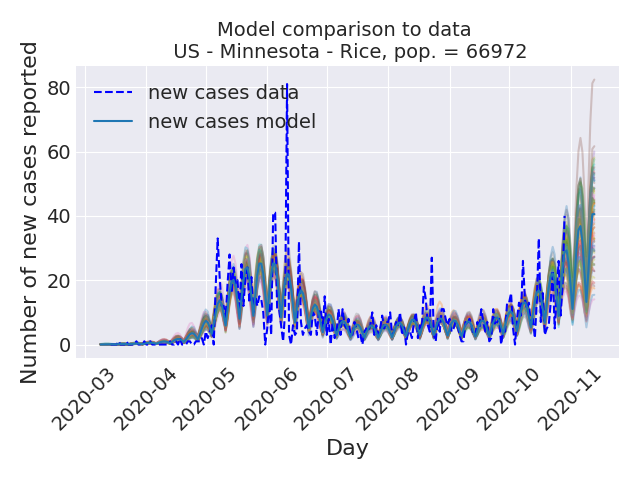 Model comparison to data
US - Minnesota - Rice, pop. = 66972
Number of new cases reported
80
60
40
20
0
new cases data
new cases model
2020-03
2020-04
2020-05
2020-06
2020-07
2020-08
2020-09
2020-10
2020-11
Day